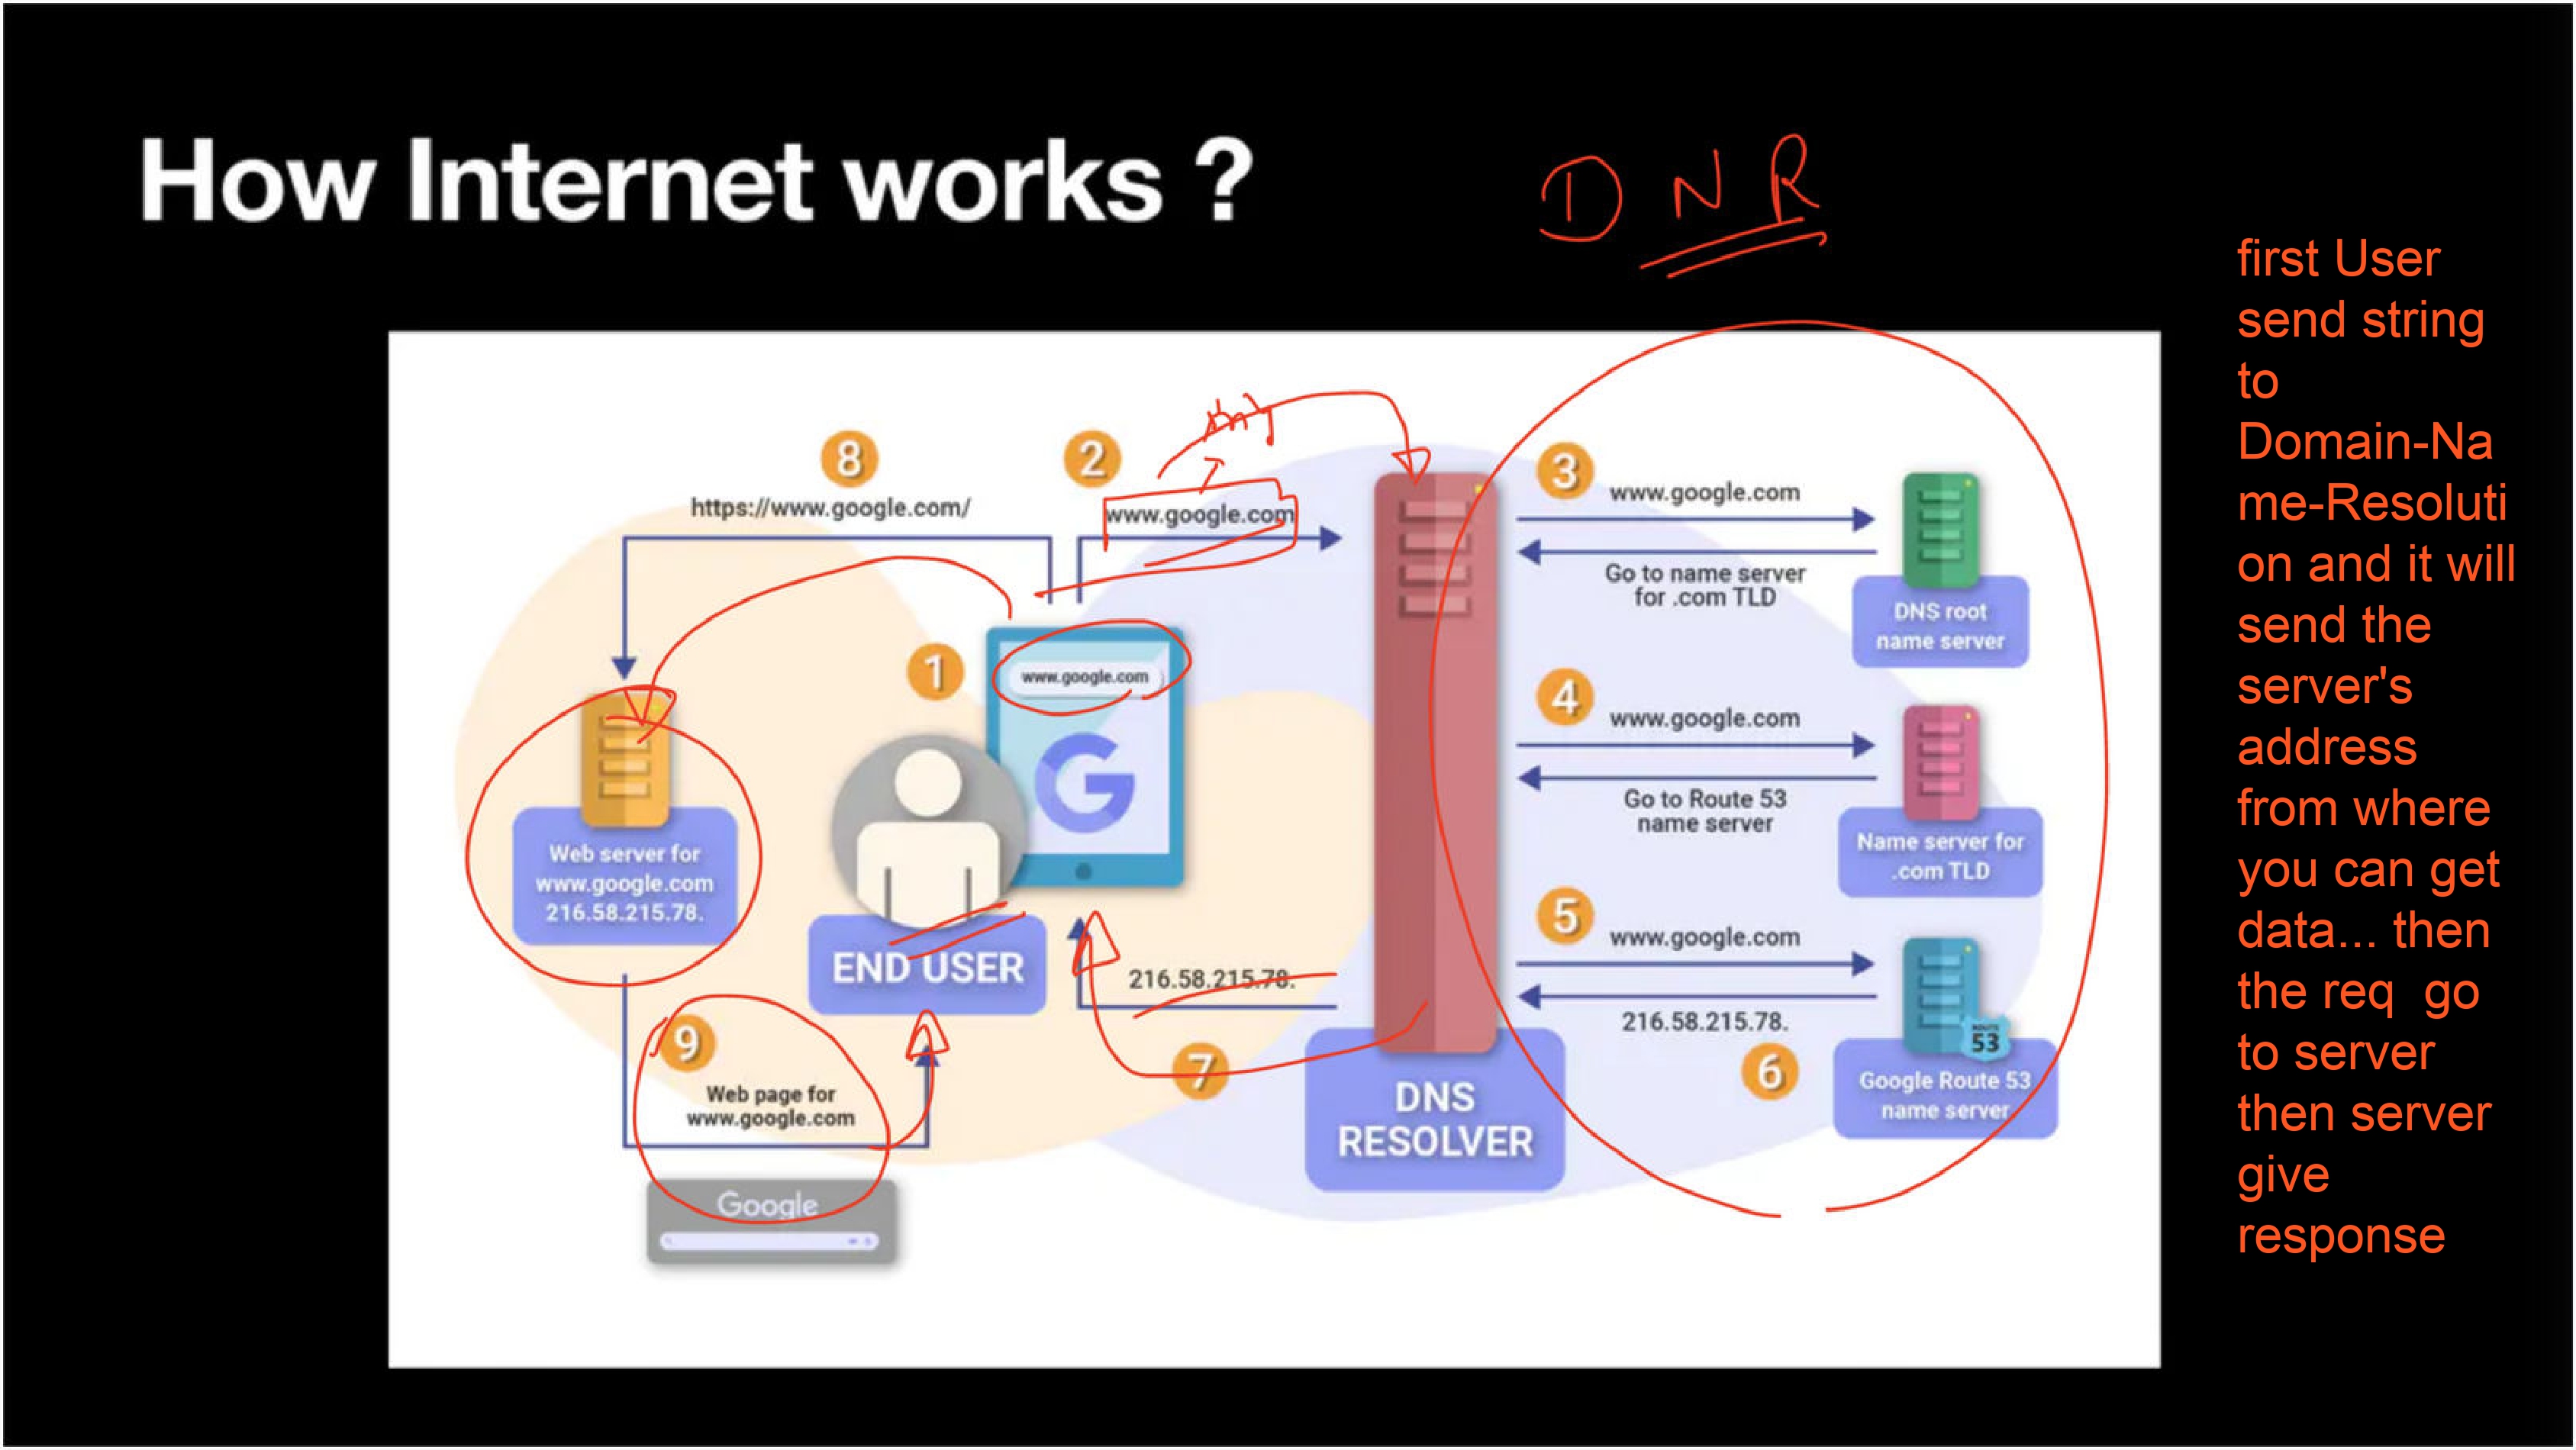 How Internet works ?
D N R
first User
send string
to
Domain-Na
me-Resoluti
on and it will
send the
server's
address
from where
you can get
data... then
the req  go
to server
then server
give
response
8
https://www.google.com/
2
www.google.com
3
www.google.com
Go to name server
for .com TLD
DNS root
name server
1
www.google.com
G
4
www.google.com
Go to Route 53
name server
Name server for
.com TLD
Web server for
www.google.com
216.58.215.78.
END USER
5
www.google.com
216.58.215.78.
6
ROUTE
53
Google Route 53
name server
216.58.215.78.
7
DNS
RESOLVER
9
Web page for
www.google.com
Google